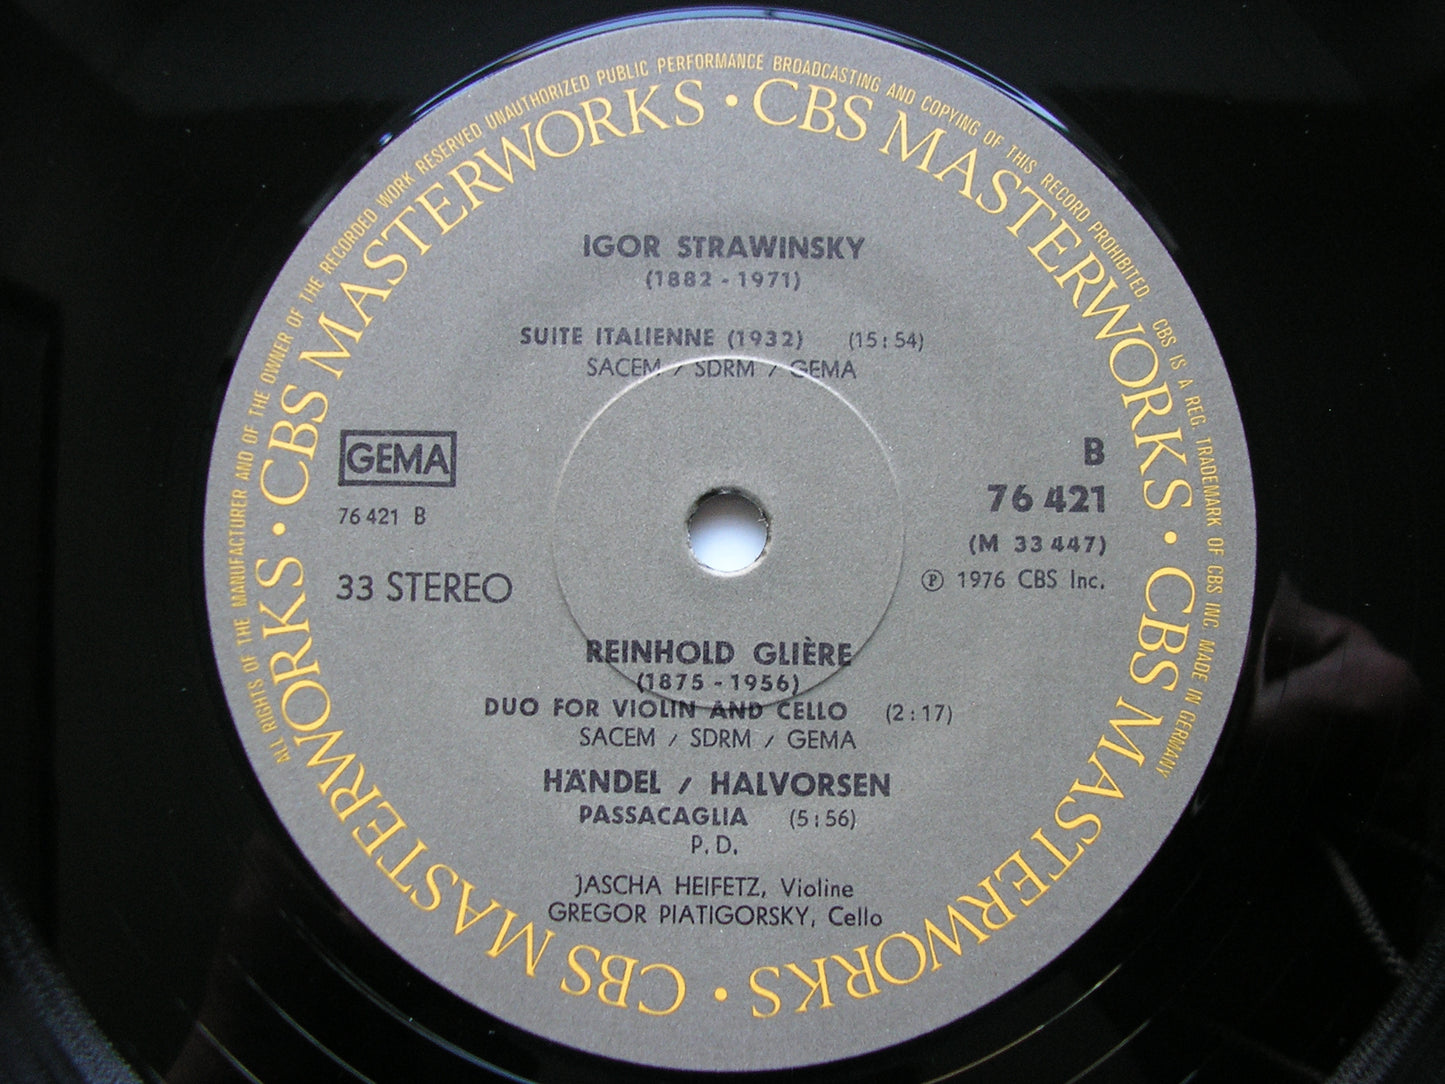 ALL RIGHTS OF THE MANUFACTURER AND OF THE OWNER OF THE RECORDED WORK RESERVED UNAUTHORIZED PUBLIC PERFORMANCE BROADCASTING AND COPYING OF THIS RECORD PROHIBITED. CBS IS A REG. TRADEMARK OF CBS INC. MADE IN GERMANY
CBS MASTERWORKS · CBS MASTERWORKS · CBS MASTERWORKS · CBS MASTERWORKS · CBS MASTERWORKS ·
IGOR STRAWINSKY
(1882 - 1971)
SUITE ITALIENNE (1932) (15:54)
SACEM / SDRM / GEMA
GEMA
76 421 B
33 STEREO
B
76 421
(M 33 447)
℗ 1976 CBS Inc.
REINHOLD GLIÈRE
(1875 - 1956)
DUO FOR VIOLIN AND CELLO (2:17)
SACEM / SDRM / GEMA
HÄNDEL / HALVORSEN
PASSACAGLIA (5:56)
P.D.
JASCHA HEIFETZ, Violine
GREGOR PIATIGORSKY, Cello